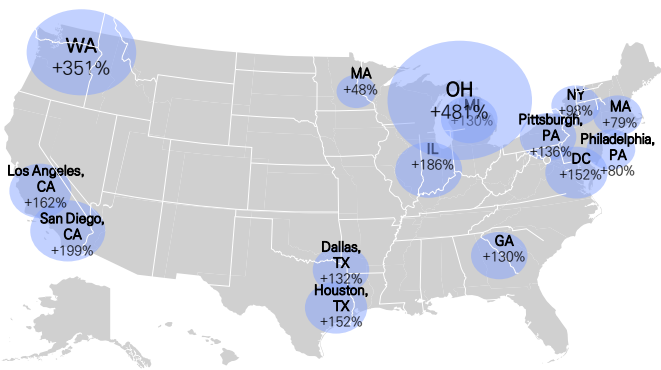 WA
+351%
MA
+48%
OH
+481%
MI
+130%
NY
+98%
MA
+79%
Pittsburgh,
PA
+136%
Philadelphia,
PA
+80%
DC
+152%
IL
+186%
Los Angeles,
CA
+162%
San Diego,
CA
+199%
Dallas,
TX
+132%
Houston,
TX
+152%
GA
+130%